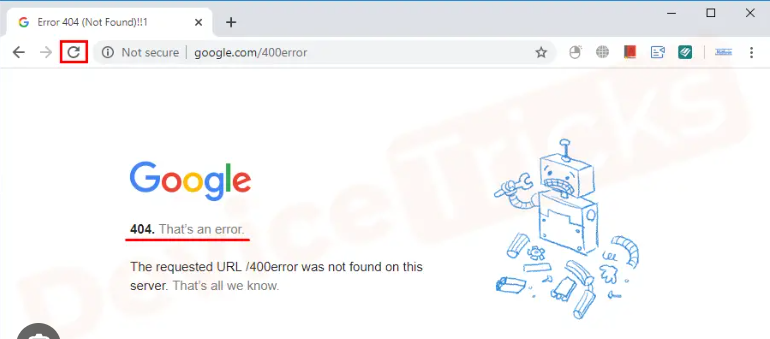 Error 404 (Not Found)!!1
Not secure | google.com/400error
DeviceTricks
Google
404. That's an error.
The requested URL /400error was not found on this
server. That's all we know.